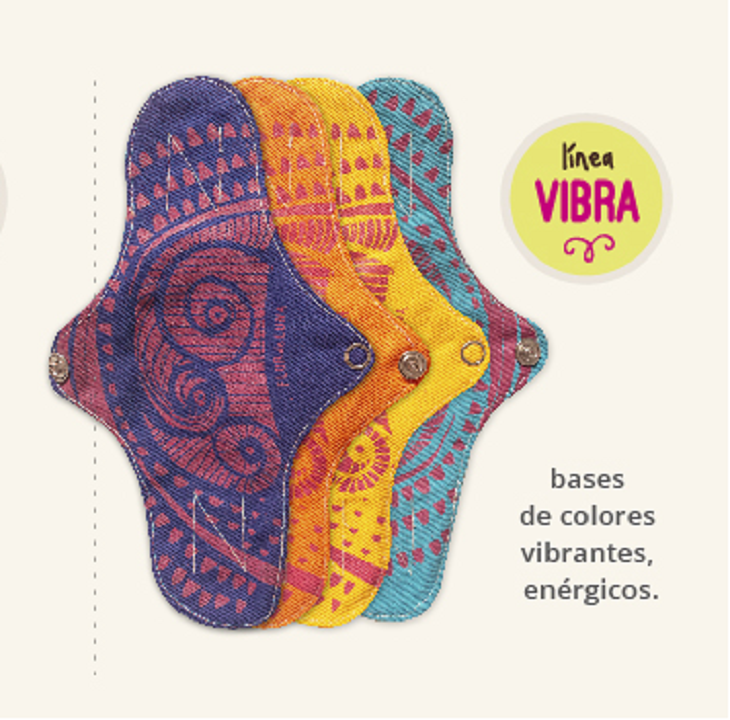 línea
VIBRA
bases
de colores
vibrantes,
enérgicos.